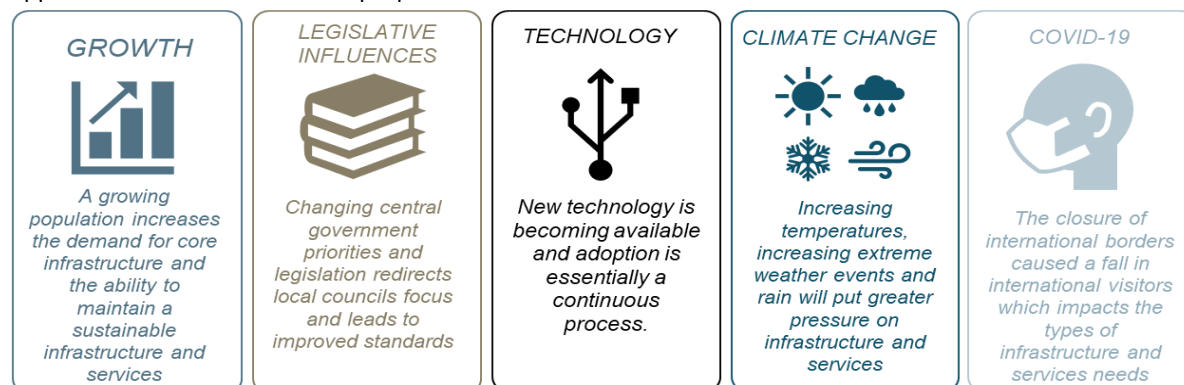 GROWTH
A growing
population increases
the demand for core
infrastructure and
the ability to
maintain a
sustainable
infrastructure and
services
LEGISLATIVE
INFLUENCES
Changing central
government
priorities and
legislation redirects
local councils focus
and leads to
improved standards
TECHNOLOGY
New technology is
becoming available
and adoption is
essentially a
continuous
process.
CLIMATE CHANGE
Increasing
temperatures,
increasing extreme
weather events and
rain will put greater
pressure on
infrastructure and
services
COVID-19
The closure of
international borders
caused a fall in
international visitors
which impacts the
types of
infrastructure and
services needs